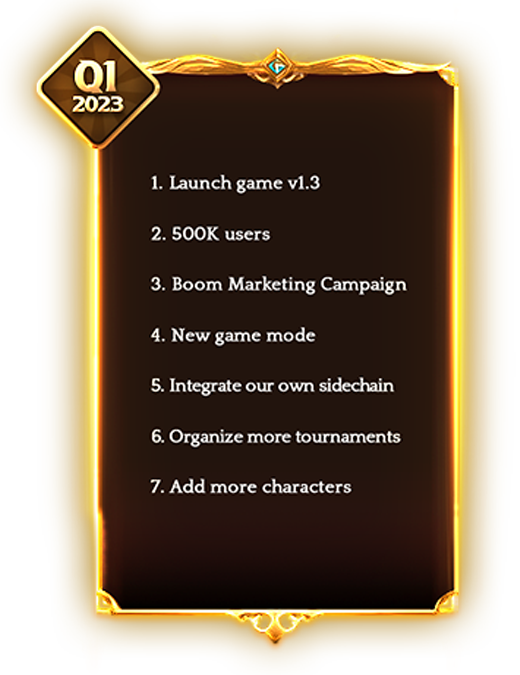 Q1
2023
1. Launch game v1.3
2. 500K users
3. Boom Marketing Campaign
4. New game mode
5. Integrate our own sidechain
6. Organize more tournaments
7. Add more characters